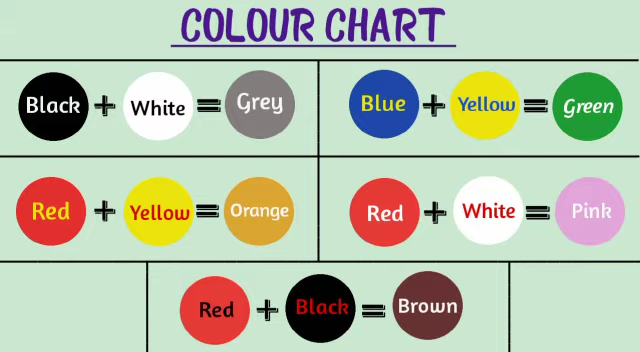 COLOUR CHART
Black + White = Grey
Blue + Yellow = Green
Red + Yellow = Orange
Red + White = Pink
Red + Black = Brown